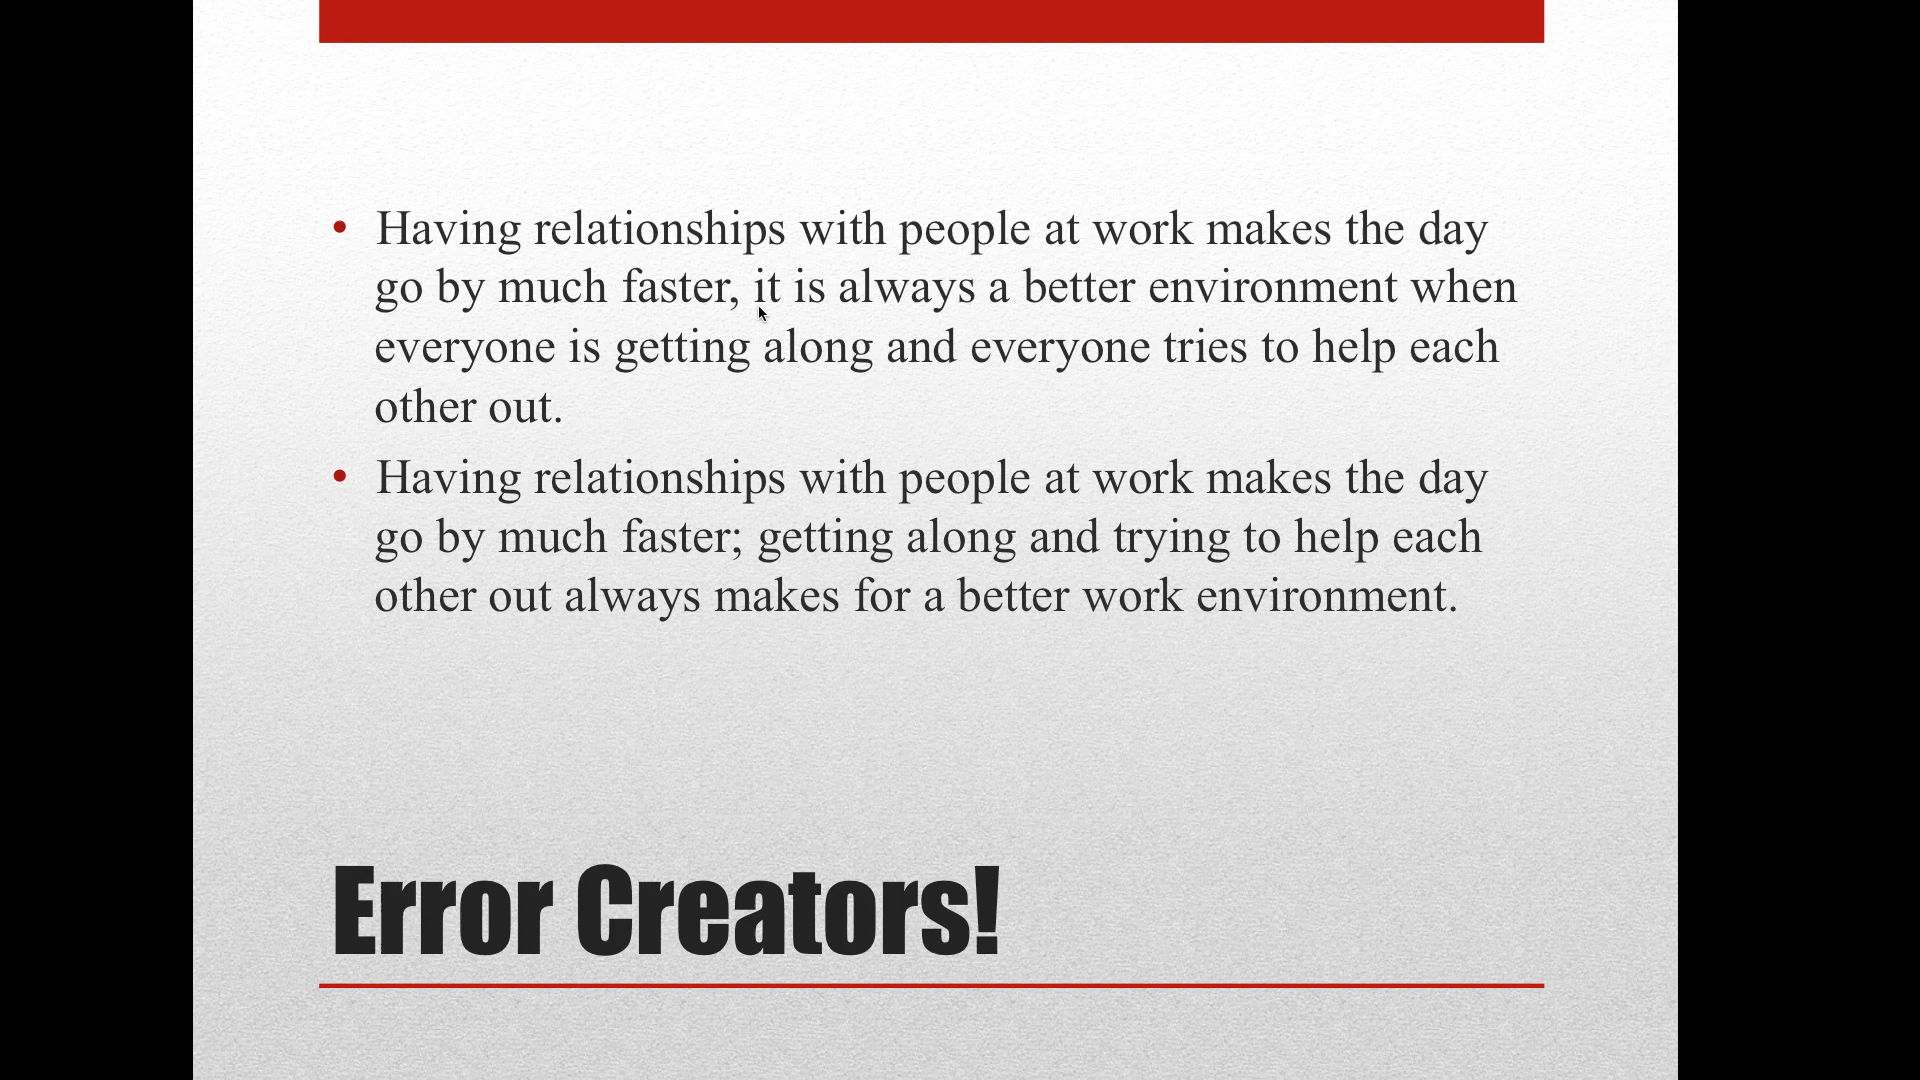 • Having relationships with people at work makes the day
go by much faster, it is always a better environment when
everyone is getting along and everyone tries to help each
other out.
• Having relationships with people at work makes the day
go by much faster; getting along and trying to help each
other out always makes for a better work environment.
Error Creators!